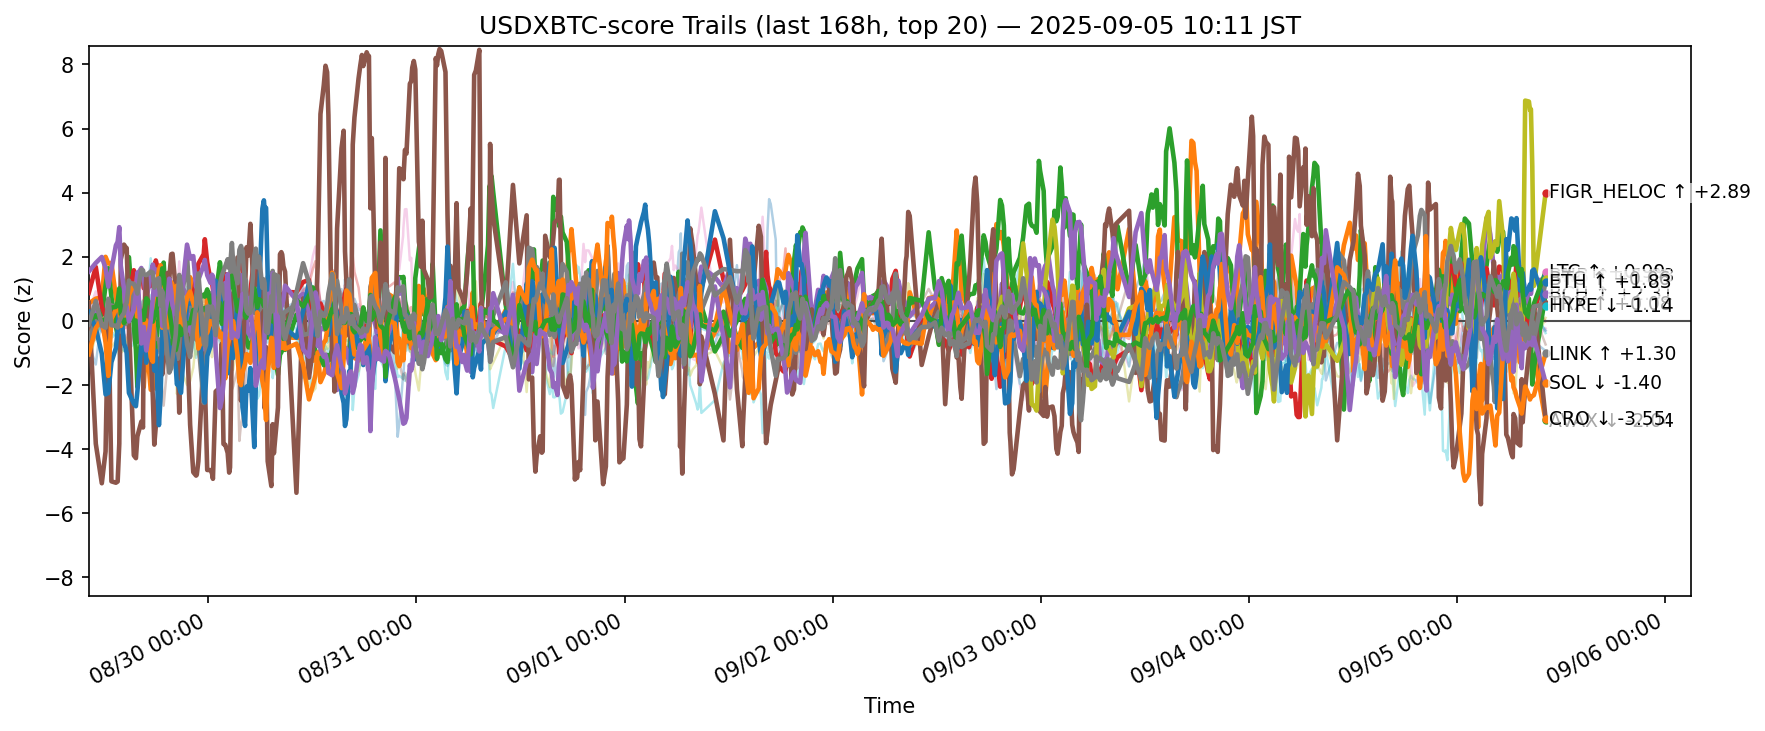 USDXBTC-score Trails (last 168h, top 20) — 2025-09-05 10:11 JST
Score (z)
8
6
4
2
0
−2
−4
−6
−8
FIGR_HELOC ↑ +2.89
ETH ↑ +1.83
HYPE ↓ -1.14
LINK ↑ +1.30
SOL ↓ -1.40
CRO ↓ -3.55
08/30 00:00
08/31 00:00
09/01 00:00
09/02 00:00
09/03 00:00
09/04 00:00
09/05 00:00
09/06 00:00
Time